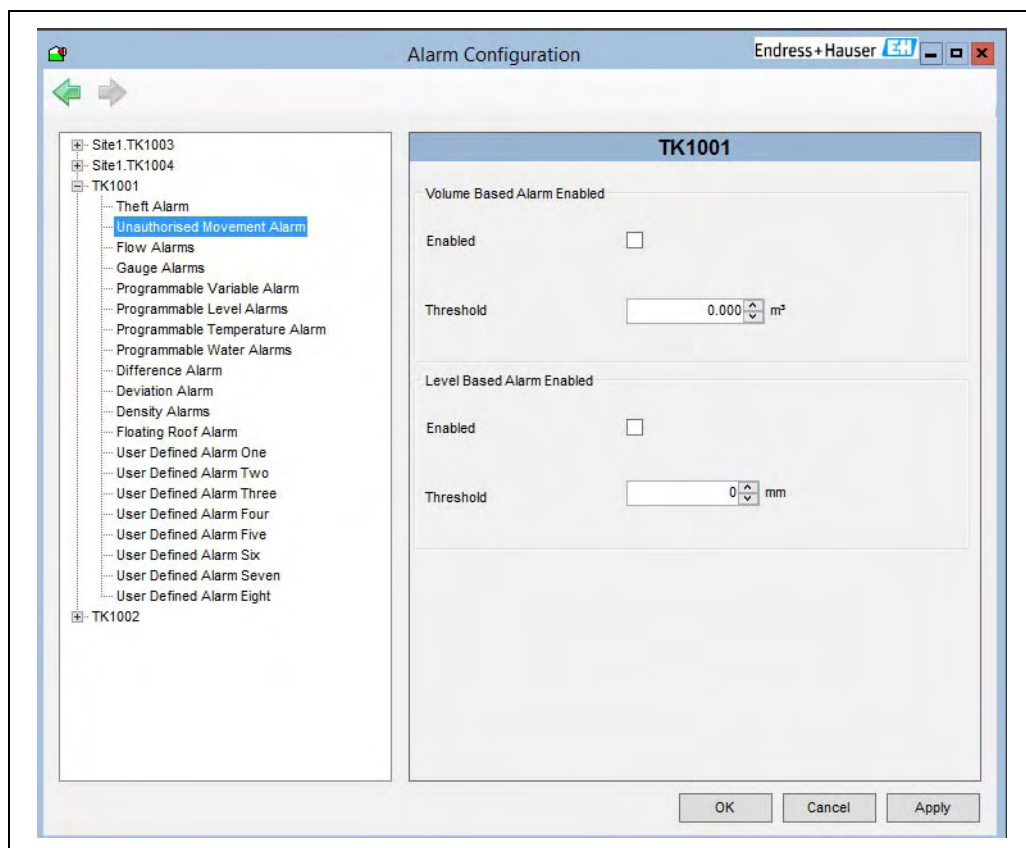 Alarm Configuration
Endress+Hauser EH
Site1.TK1003
Site1.TK1004
TK1001
Theft Alarm
Unauthorised Movement Alarm
Flow Alarms
Gauge Alarms
Programmable Variable Alarm
Programmable Level Alarms
Programmable Temperature Alarm
Programmable Water Alarms
Difference Alarm
Deviation Alarm
Density Alarms
Floating Roof Alarm
User Defined Alarm One
User Defined Alarm Two
User Defined Alarm Three
User Defined Alarm Four
User Defined Alarm Five
User Defined Alarm Six
User Defined Alarm Seven
User Defined Alarm Eight
TK1002
TK1001
Volume Based Alarm Enabled
Enabled
Threshold 0.000 m³
Level Based Alarm Enabled
Enabled
Threshold 0 mm
OK Cancel Apply